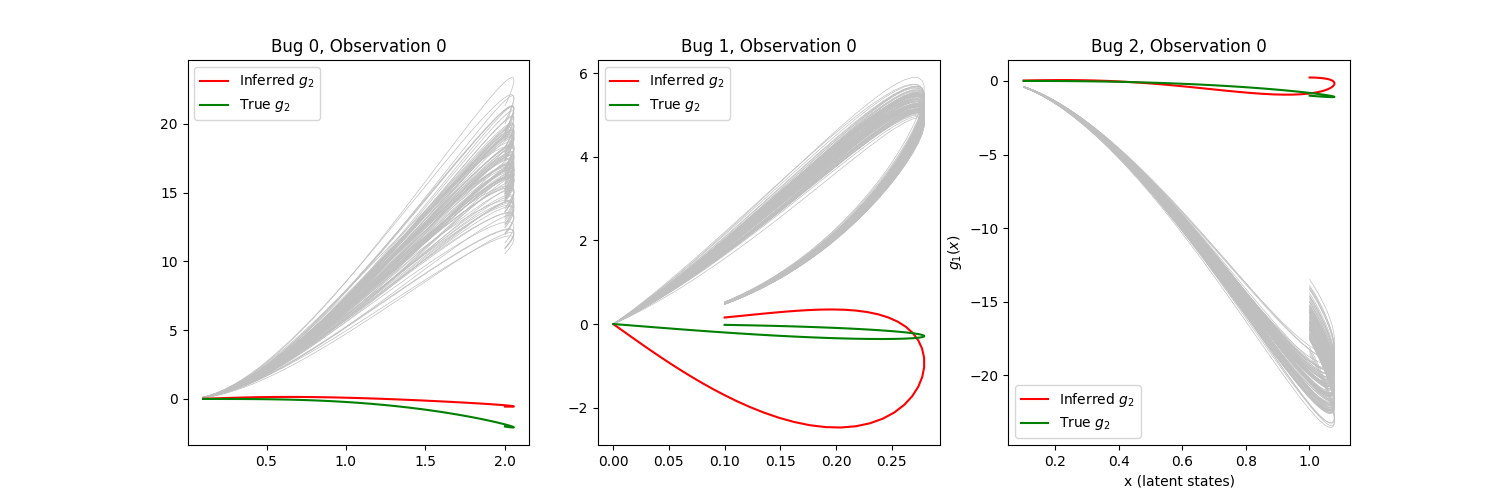 Bug 0, Observation 0
Inferred g₂
True g₂
20
15
10
5
0
0.5 1.0 1.5 2.0
Bug 1, Observation 0
Inferred g₂
True g₂
6
4
2
0
−2
0.00 0.05 0.10 0.15 0.20 0.25
Bug 2, Observation 0
g₁(x)
0
−5
−10
−15
−20
Inferred g₂
True g₂
0.2 0.4 0.6 0.8 1.0
x (latent states)